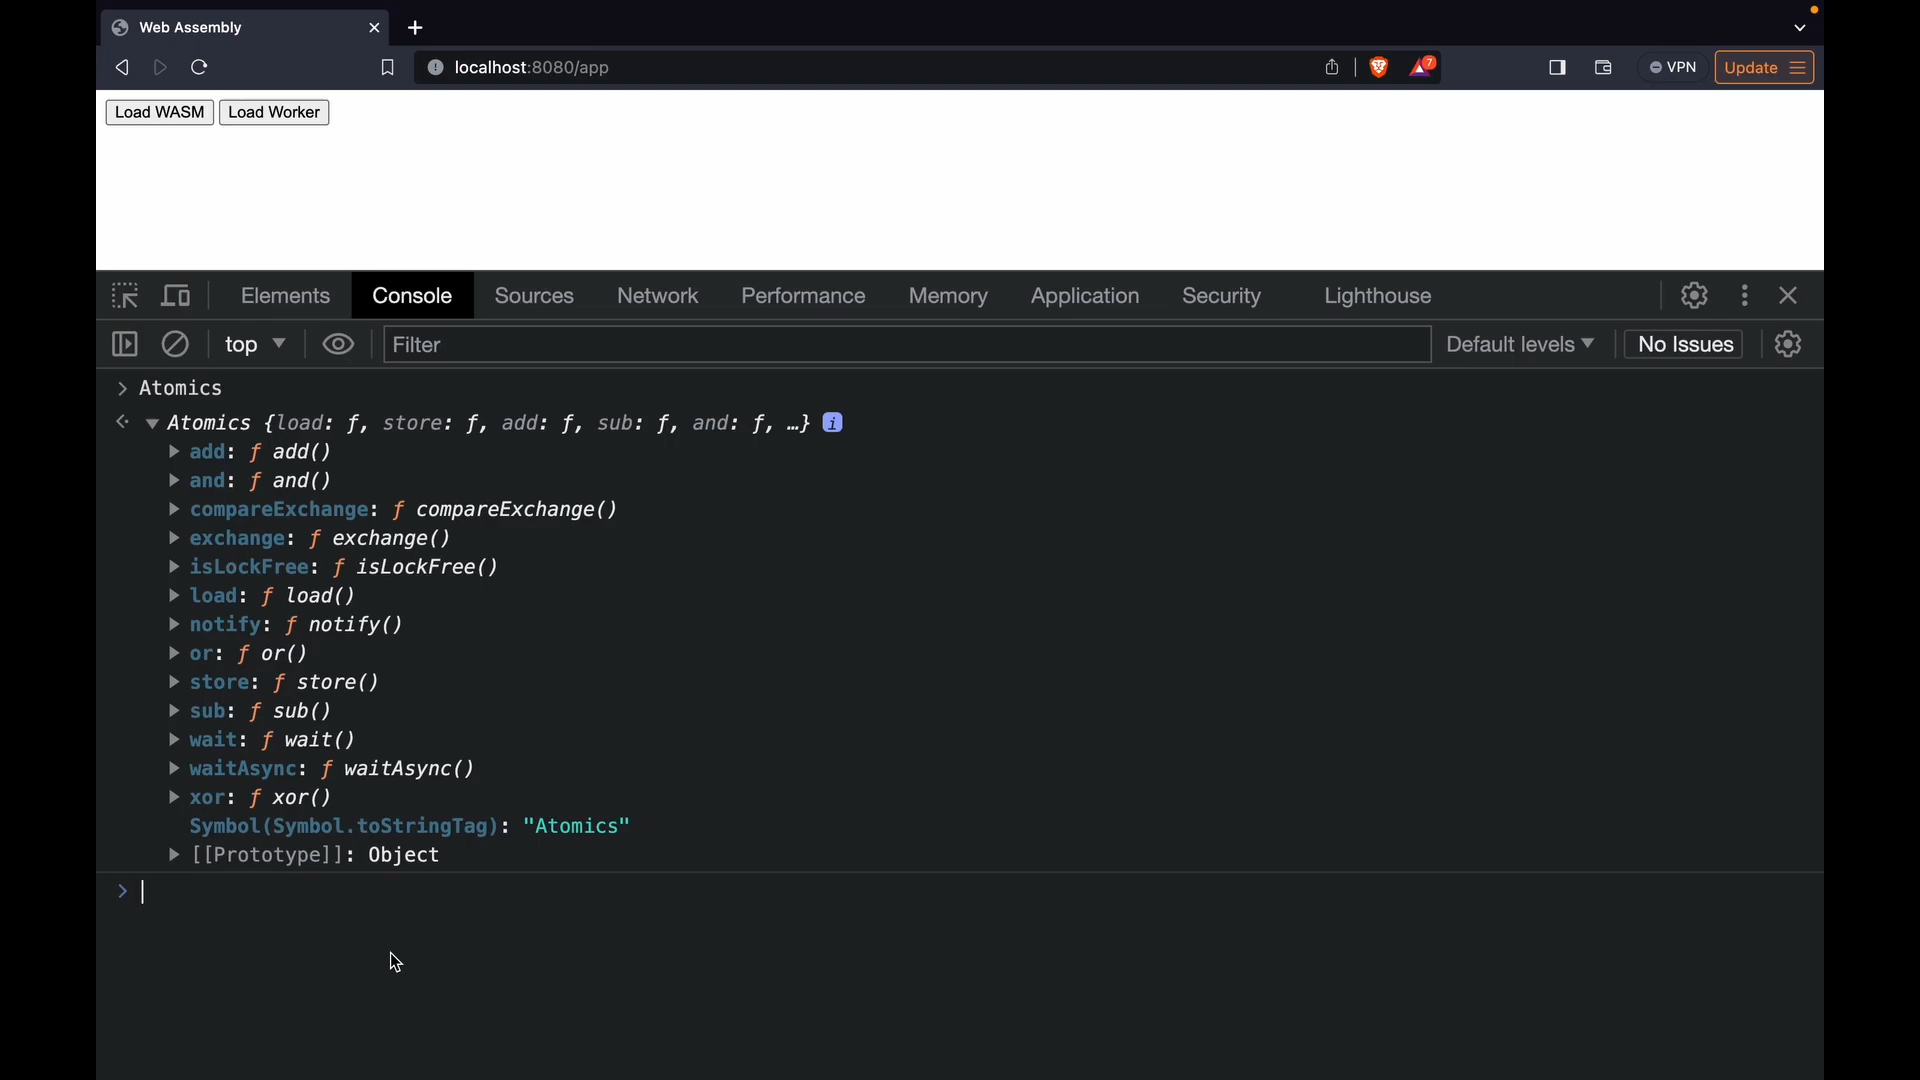 Web Assembly
localhost:8080/app
7
VPN
Update
Load WASM Load Worker
Elements Console Sources Network Performance Memory Application Security Lighthouse
top Filter Default levels No Issues
> Atomics
Atomics {load: ƒ, store: ƒ, add: ƒ, sub: ƒ, and: ƒ, …} i
add: ƒ add()
and: ƒ and()
compareExchange: ƒ compareExchange()
exchange: ƒ exchange()
isLockFree: ƒ isLockFree()
load: ƒ load()
notify: ƒ notify()
or: ƒ or()
store: ƒ store()
sub: ƒ sub()
wait: ƒ wait()
waitAsync: ƒ waitAsync()
xor: ƒ xor()
Symbol(Symbol.toStringTag): "Atomics"
[[Prototype]]: Object
>